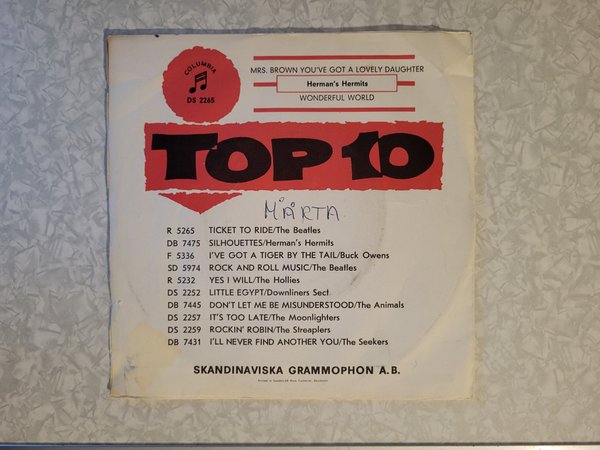 COLUMBIA
DS 2265
MRS. BROWN YOU'VE GOT A LOVELY DAUGHTER
Herman's Hermits
WONDERFUL WORLD
TOP 10
MÅRTA
R 5265 TICKET TO RIDE/The Beatles
DB 7475 SILHOUETTES/Herman's Hermits
F 5336 I'VE GOT A TIGER BY THE TAIL/Buck Owens
SD 5974 ROCK AND ROLL MUSIC/The Beatles
R 5232 YES I WILL/The Hollies
DS 2252 LITTLE EGYPT/Downliners Sect.
DB 7445 DON'T LET ME BE MISUNDERSTOOD/The Animals
DS 2257 IT'S TOO LATE/The Moonlighters
DS 2259 ROCKIN' ROBIN/The Streaplers
DB 7431 I'LL NEVER FIND ANOTHER YOU/The Seekers
SKANDINAVISKA GRAMMOPHON A.B.